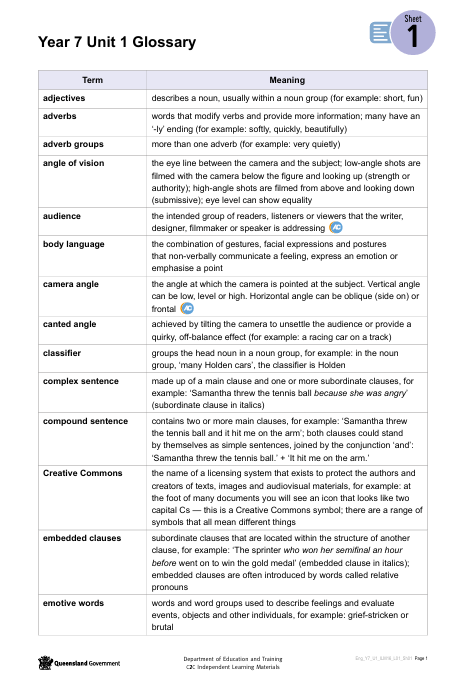 Sheet
1
Year 7 Unit 1 Glossary
Term Meaning
adjectives describes a noun, usually within a noun group (for example: short, fun)
adverbs words that modify verbs and provide more information; many have an
‘-ly’ ending (for example: softly, quickly, beautifully)
adverb groups more than one adverb (for example: very quietly)
angle of vision the eye line between the camera and the subject; low-angle shots are
filmed with the camera below the figure and looking up (strength or
authority); high-angle shots are filmed from above and looking down
(submissive); eye level can show equality
audience the intended group of readers, listeners or viewers that the writer,
designer, filmmaker or speaker is addressing AC
body language the combination of gestures, facial expressions and postures
that non-verbally communicate a feeling, express an emotion or
emphasise a point
camera angle the angle at which the camera is pointed at the subject. Vertical angle
can be low, level or high. Horizontal angle can be oblique (side on) or
frontal AC
canted angle achieved by tilting the camera to unsettle the audience or provide a
quirky, off-balance effect (for example: a racing car on a track)
classifier groups the head noun in a noun group, for example: in the noun
group, ‘many Holden cars’, the classifier is Holden
complex sentence made up of a main clause and one or more subordinate clauses, for
example: ‘Samantha threw the tennis ball because she was angry’
(subordinate clause in italics)
compound sentence contains two or more main clauses, for example: ‘Samantha threw
the tennis ball and it hit me on the arm’; both clauses could stand
by themselves as simple sentences, joined by the conjunction ‘and’:
‘Samantha threw the tennis ball.’ + ‘It hit me on the arm.’
Creative Commons the name of a licensing system that exists to protect the authors and
creators of texts, images and audiovisual materials, for example: at
the foot of many documents you will see an icon that looks like two
capital Cs — this is a Creative Commons symbol; there are a range of
symbols that all mean different things
embedded clauses subordinate clauses that are located within the structure of another
clause, for example: ‘The sprinter who won her semifinal an hour
before went on to win the gold medal’ (embedded clause in italics);
embedded clauses are often introduced by words called relative
pronouns
emotive words words and word groups used to describe feelings and evaluate
events, objects and other individuals, for example: grief-stricken or
brutal
Queensland Government
Department of Education and Training
C2C Independent Learning Materials
Page 1